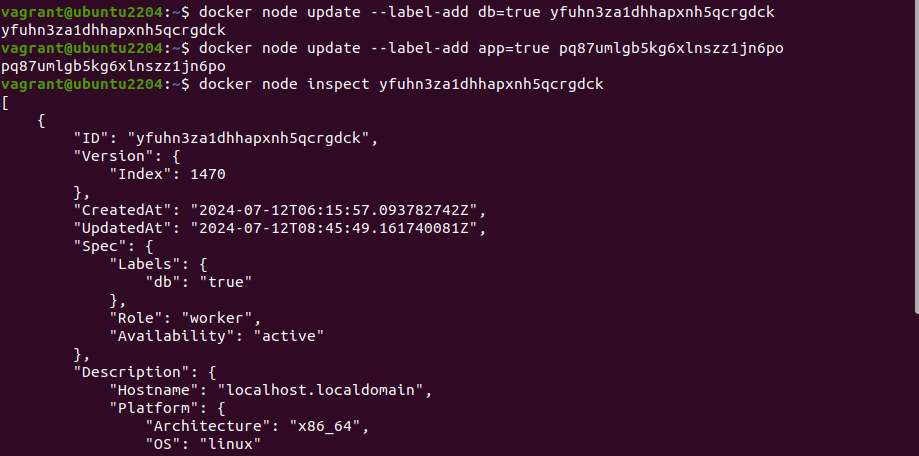 vagrant@ubuntu2204:~$ docker node update --label-add db=true yfuhn3za1dhhapxnh5qcrgdck
yfuhn3za1dhhapxnh5qcrgdck
vagrant@ubuntu2204:~$ docker node update --label-add app=true pq87umlgb5kg6xlnszz1jn6po
pq87umlgb5kg6xlnszz1jn6po
vagrant@ubuntu2204:~$ docker node inspect yfuhn3za1dhhapxnh5qcrgdck
[
    {
        "ID": "yfuhn3za1dhhapxnh5qcrgdck",
        "Version": {
            "Index": 1470
        },
        "CreatedAt": "2024-07-12T06:15:57.093782742Z",
        "UpdatedAt": "2024-07-12T08:45:49.161740081Z",
        "Spec": {
            "Labels": {
                "db": "true"
            },
            "Role": "worker",
            "Availability": "active"
        },
        "Description": {
            "Hostname": "localhost.localdomain",
            "Platform": {
                "Architecture": "x86_64",
                "OS": "linux"